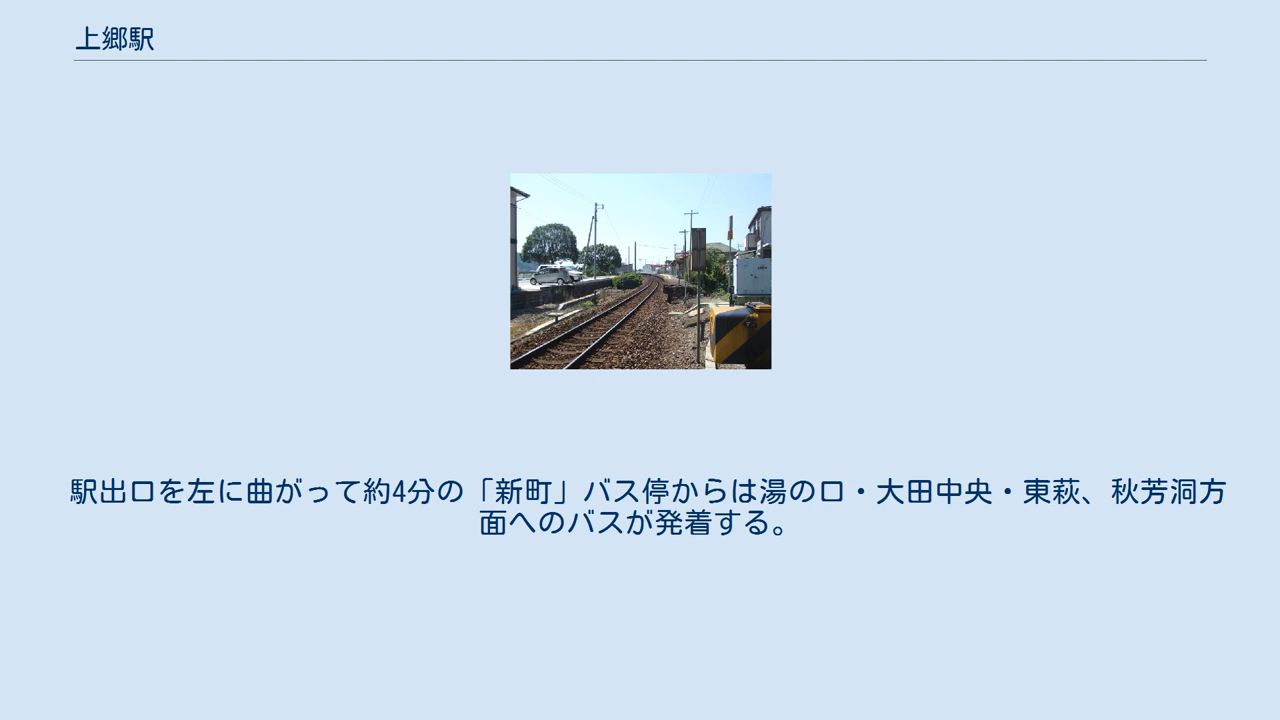 上郷駅
駅出口を左に曲がって約4分の「新町」バス停からは湯の口・大田中央・東萩、秋芳洞方
面へのバスが発着する。